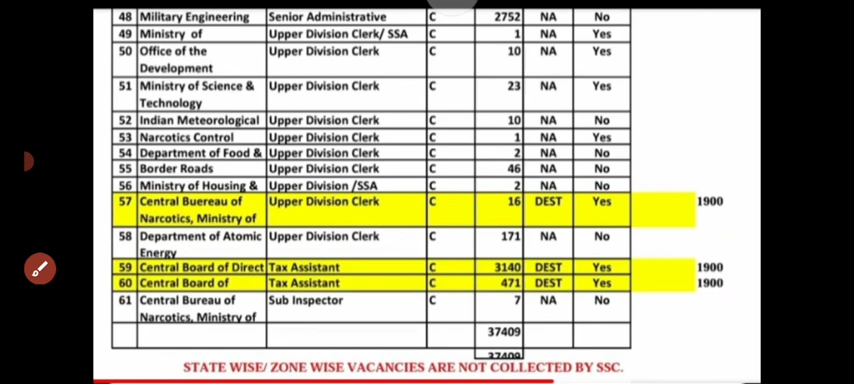 48 Military Engineering Senior Administrative C 2752 NA No
49 Ministry of Upper Division Clerk/ SSA C 1 NA Yes
50 Office of the Upper Division Clerk C 10 NA Yes
Development
51 Ministry of Science & Upper Division Clerk C 23 NA Yes
Technology
52 Indian Meteorological Upper Division Clerk C 10 NA No
53 Narcotics Control Upper Division Clerk C 1 NA Yes
54 Department of Food & Upper Division Clerk C 2 NA No
55 Border Roads Upper Division Clerk C 46 NA No
56 Ministry of Housing & Upper Division /SSA C 2 NA No
57 Central Buereau of Upper Division Clerk C 16 DEST Yes 1900
Narcotics, Ministry of
58 Department of Atomic Upper Division Clerk C 171 NA No
Energy
59 Central Board of Direct Tax Assistant C 3140 DEST Yes 1900
60 Central Board of Tax Assistant C 471 DEST Yes 1900
61 Central Bureau of Sub Inspector C 7 NA No
Narcotics, Ministry of
37409
37409
STATE WISE/ ZONE WISE VACANCIES ARE NOT COLLECTED BY SSC.